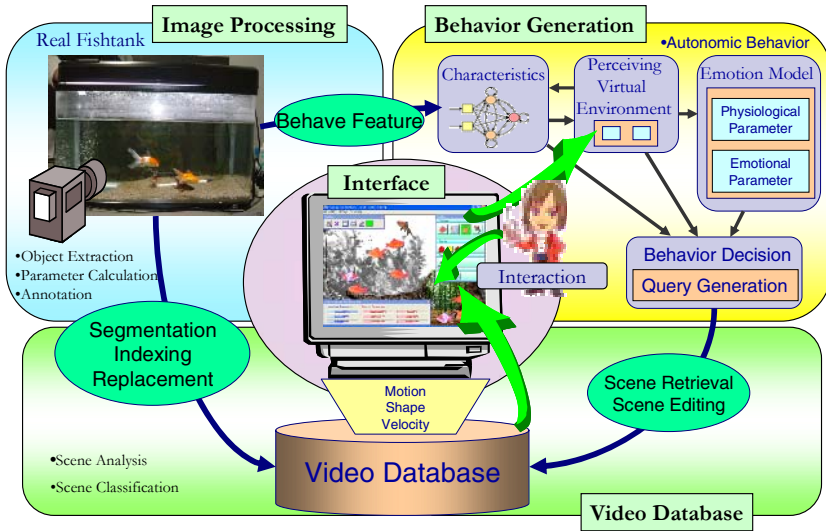 Image Processing
Real Fishtank
•Object Extraction
•Parameter Calculation
•Annotation
Behave Feature
Behavior Generation
•Autonomic Behavior
Characteristics
Perceiving
Virtual
Environment
Emotion Model
Physiological
Parameter
Emotional
Parameter
Behavior Decision
Query Generation
Interface
Interaction
Segmentation
Indexing
Replacement
Scene Retrieval
Scene Editing
Motion
Shape
Velocity
Video Database
•Scene Analysis
•Scene Classification
Video Database